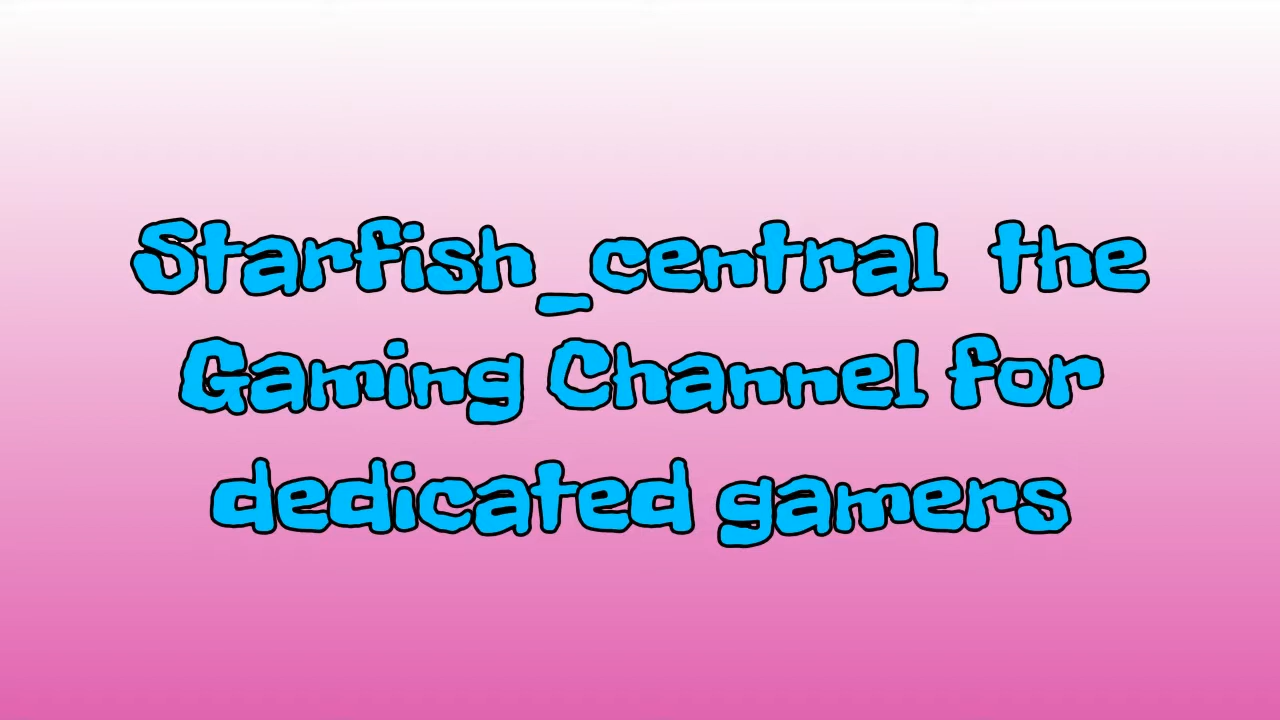 Starfish_central the
Gaming Channel for
dedicated gamers